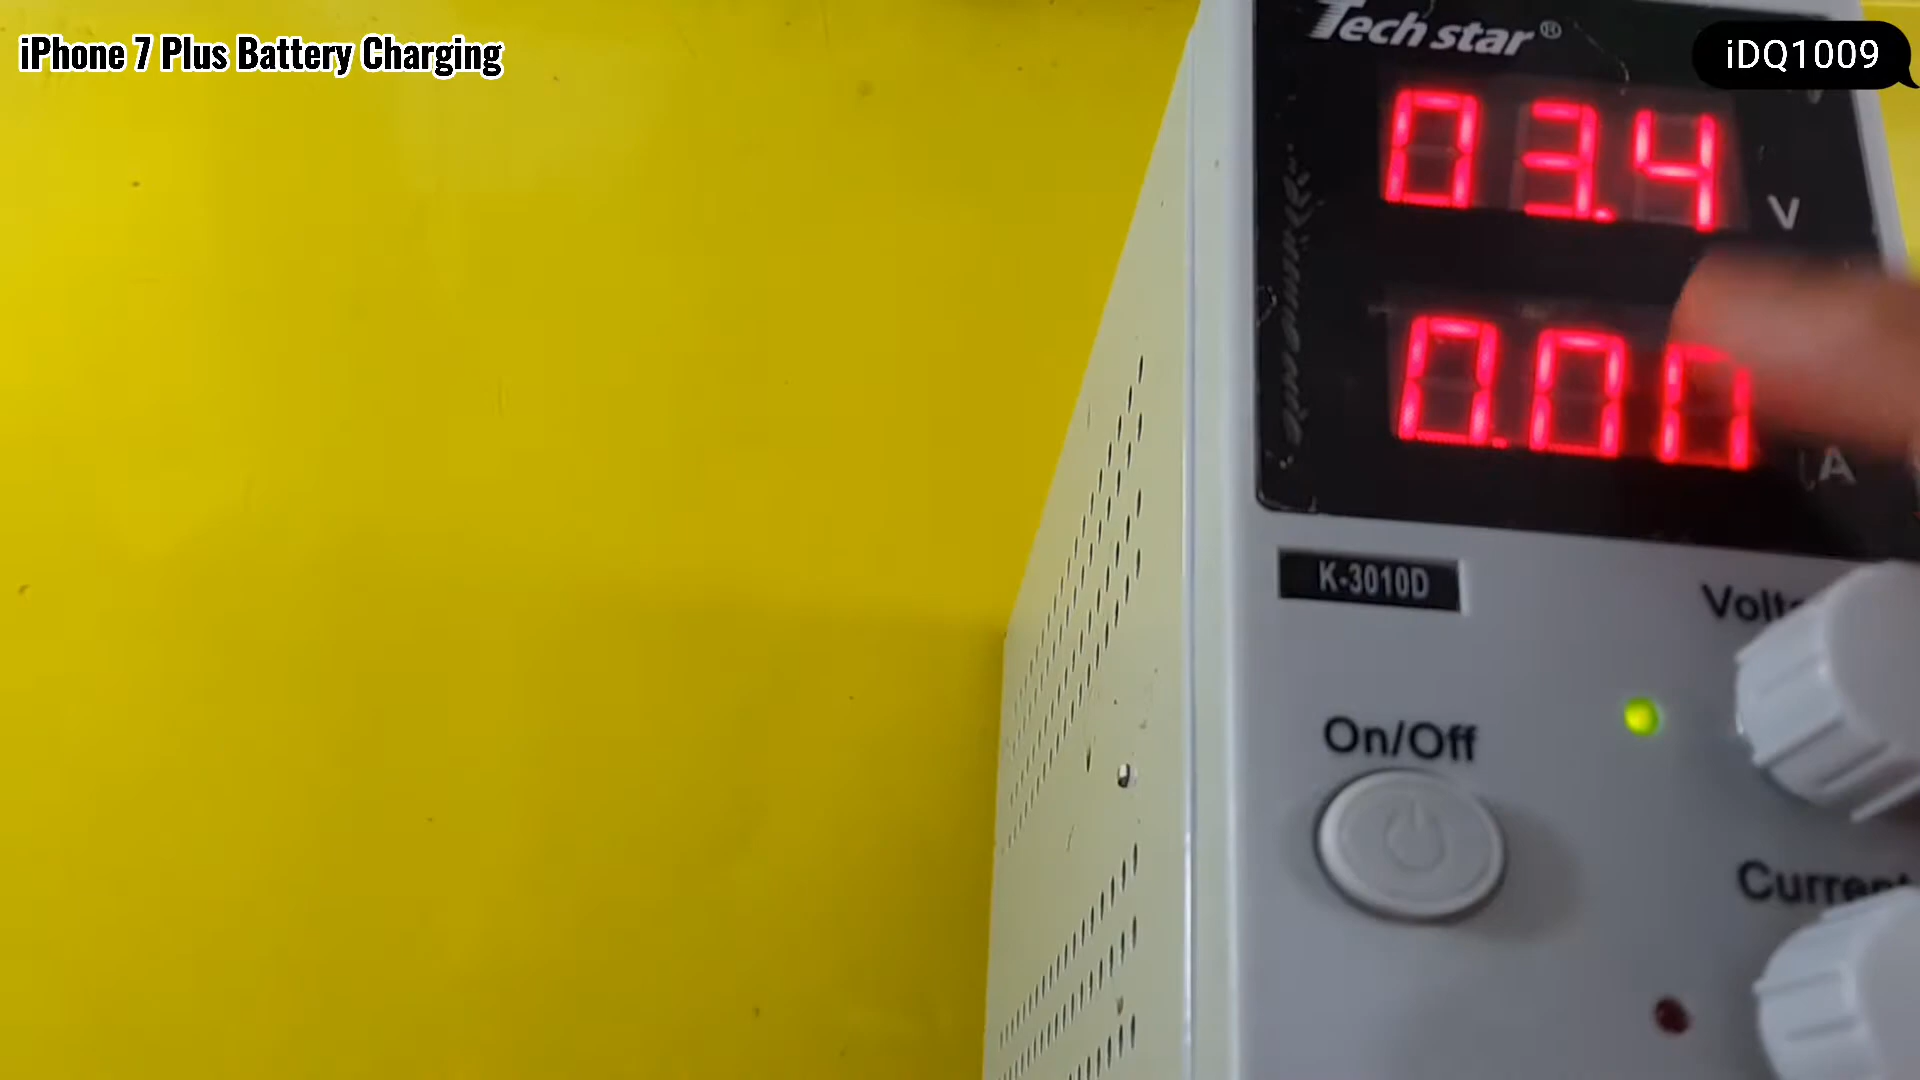 iPhone 7 Plus Battery Charging
iDQ1009
Tech star ®
03.4 V
0.00 A
K-3010D
On/Off